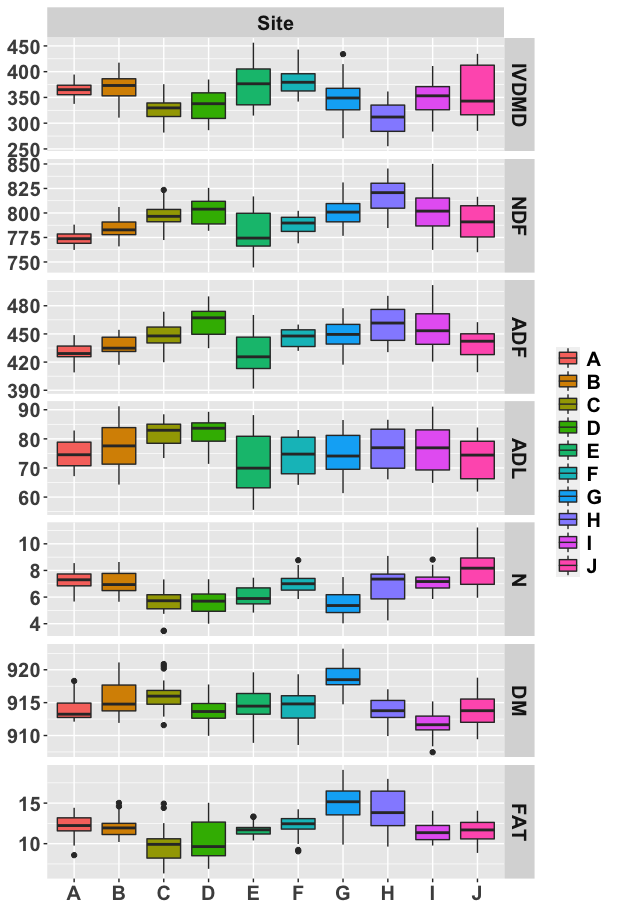 Site
450
400
350
300
250
IVDMD
850
825
800
775
750
NDF
480
450
420
390
ADF
90
80
70
60
ADL
10
8
6
4
N
920
915
910
DM
15
10
FAT
A B C D E F G H I J
A
B
C
D
E
F
G
H
I
J